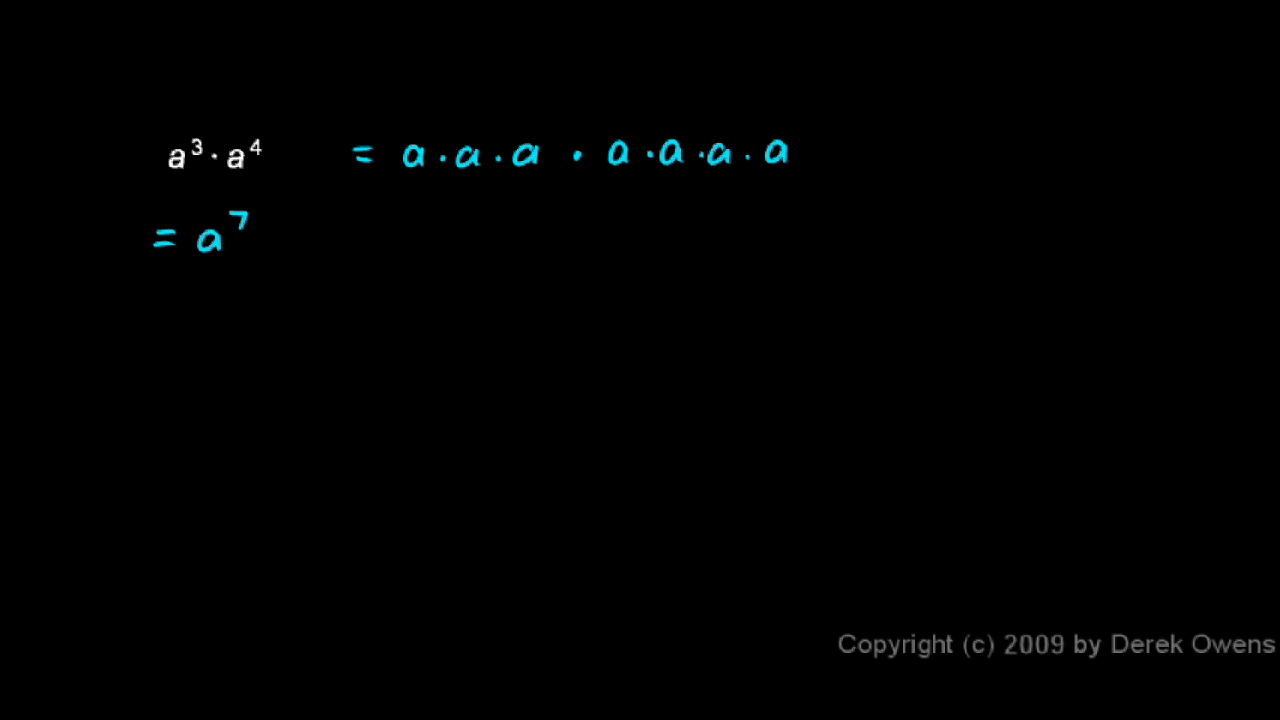 a³·a⁴ = a·a·a · a·a·a·a
= a⁷
Copyright (c) 2009 by Derek Owens